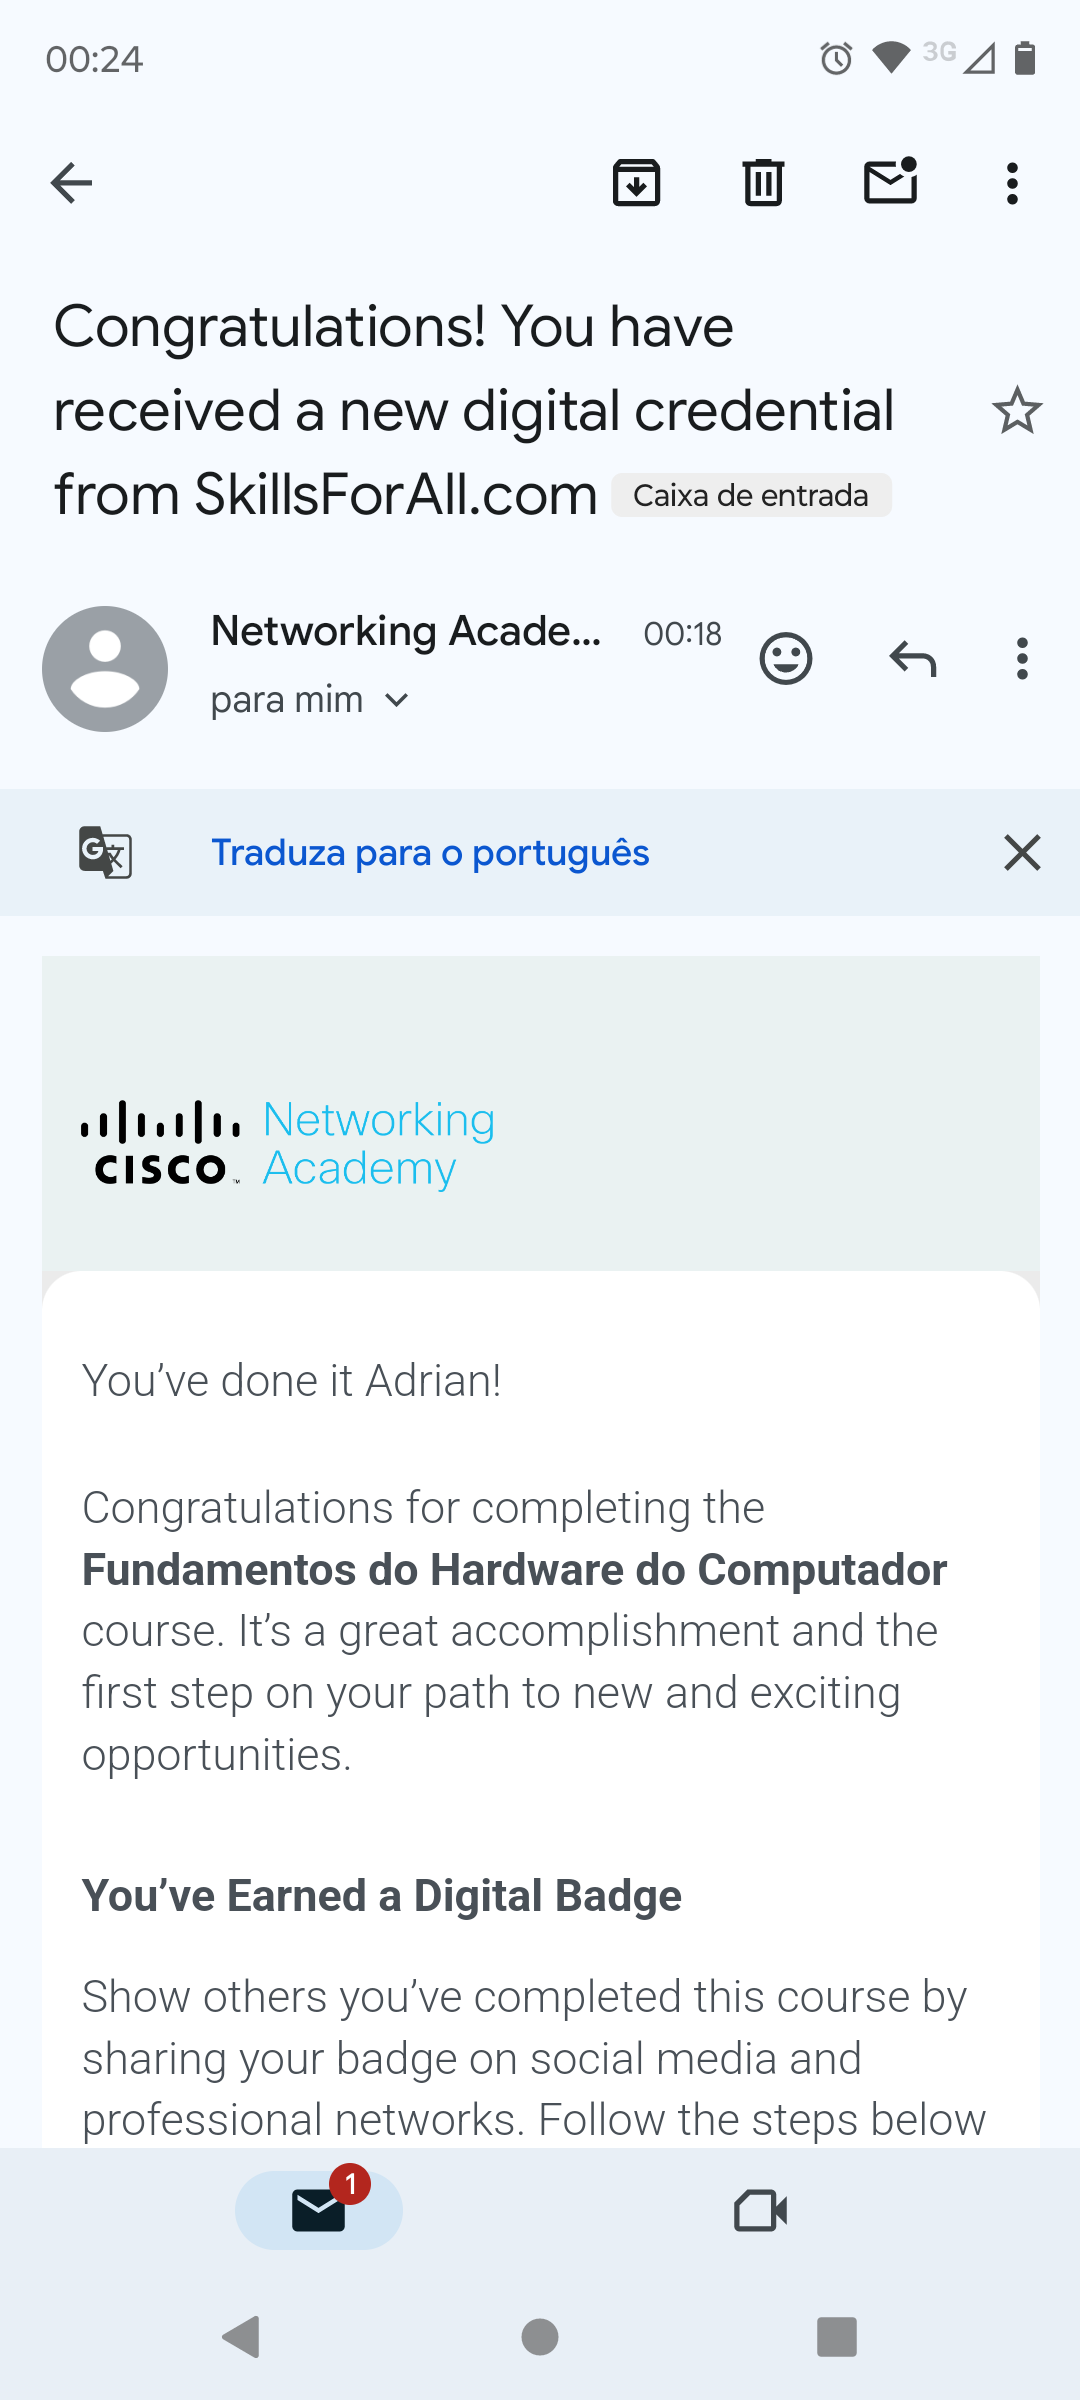 00:24
3G
Congratulations! You have
received a new digital credential
from SkillsForAll.com Caixa de entrada
Networking Acade... 00:18
para mim
Traduza para o português
Networking
CISCO™ Academy
You’ve done it Adrian!
Congratulations for completing the
Fundamentos do Hardware do Computador
course. It’s a great accomplishment and the
first step on your path to new and exciting
opportunities.
You’ve Earned a Digital Badge
Show others you’ve completed this course by
sharing your badge on social media and
professional networks. Follow the steps below
1